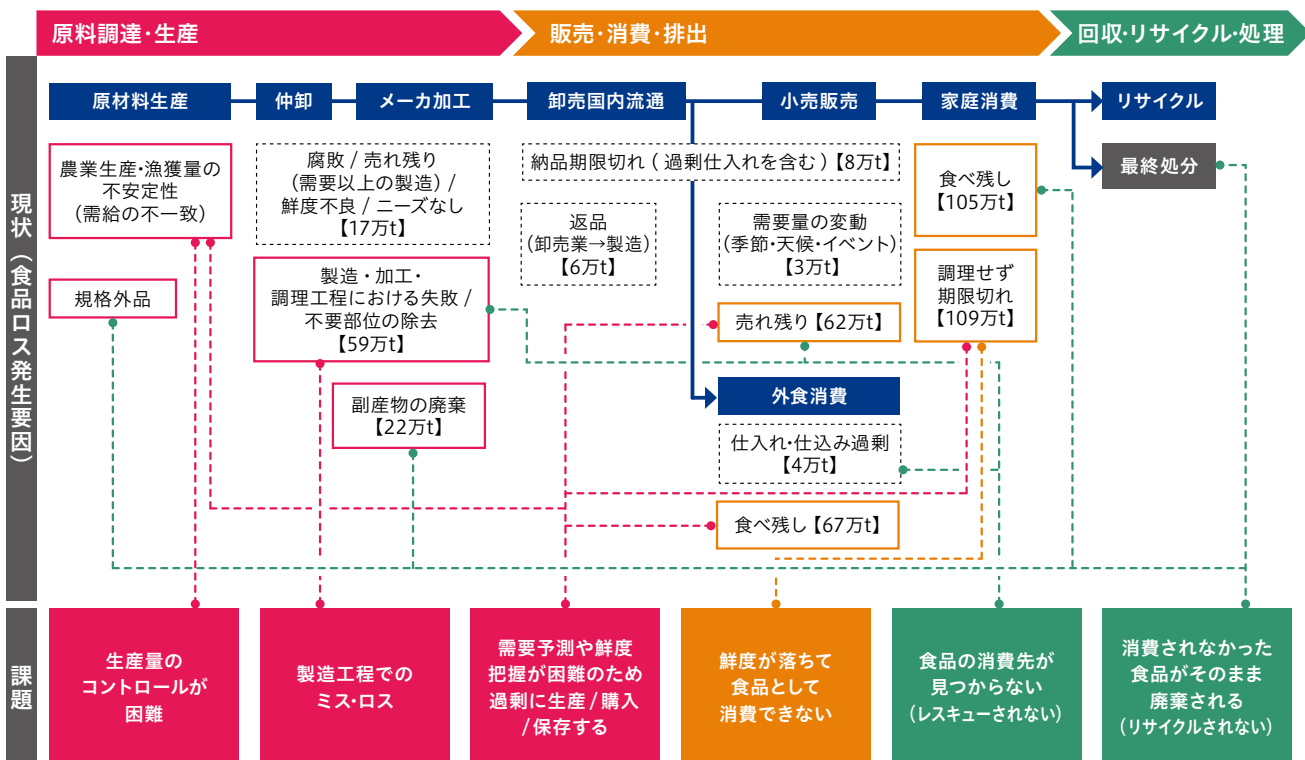 原料調達・生産
販売・消費・排出
回収・リサイクル・処理
現状（食品ロス発生要因）
原材料生産
仲卸
メーカ加工
卸売国内流通
小売販売
家庭消費
リサイクル
最終処分
農業生産・漁獲量の
不安定性
(需給の不一致)
規格外品
腐敗 / 売れ残り
(需要以上の製造) /
鮮度不良 / ニーズなし
【17万t】
製造・加工・
調理工程における失敗 /
不要部位の除去
【59万t】
副産物の廃棄
【22万t】
納品期限切れ ( 過剰仕入れを含む )【8万t】
返品
(卸売業→製造)
【6万t】
需要量の変動
(季節・天候・イベント)
【3万t】
売れ残り【62万t】
外食消費
仕入れ・仕込み過剰
【4万t】
食べ残し【67万t】
食べ残し
【105万t】
調理せず
期限切れ
【109万t】
課題
生産量の
コントロールが
困難
製造工程での
ミス・ロス
需要予測や鮮度
把握が困難のため
過剰に生産 / 購入
/ 保存する
鮮度が落ちて
食品として
消費できない
食品の消費先が
見つからない
(レスキューされない)
消費されなかった
食品がそのまま
廃棄される
(リサイクルされない)